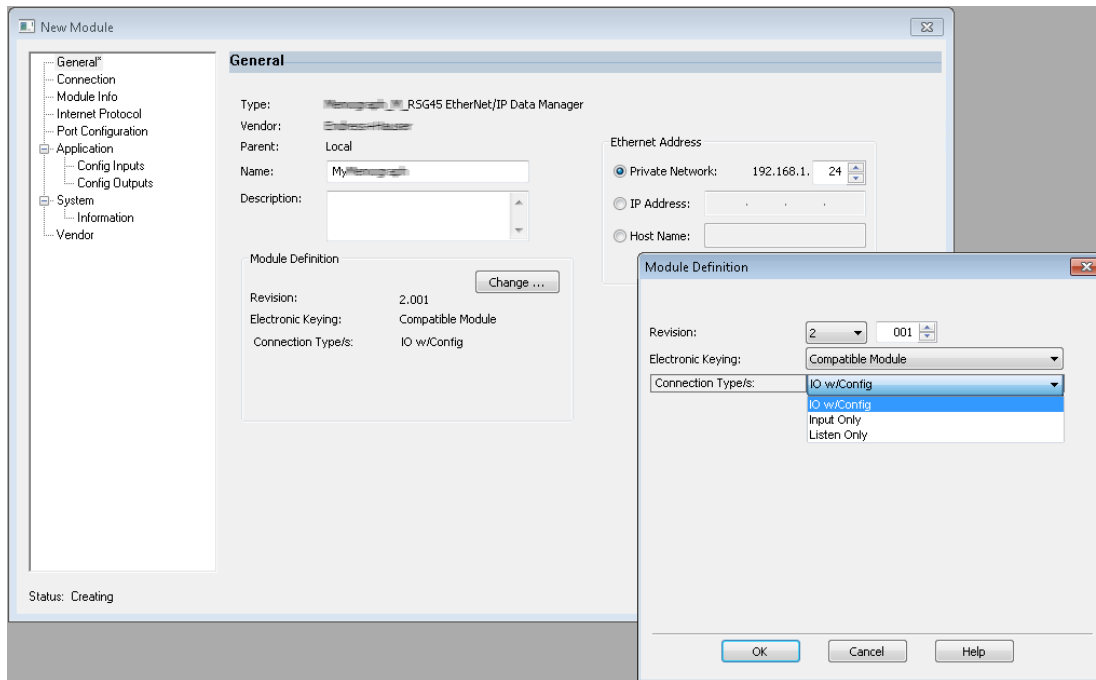 New Module
General*
Connection
Module Info
Internet Protocol
Port Configuration
Application
Config Inputs
Config Outputs
System
Information
Vendor
General
Type: RSG45 EtherNet/IP Data Manager
Vendor:
Parent: Local
Name: My
Description:
Ethernet Address
Private Network: 192.168.1. 24
IP Address: . . .
Host Name:
Module Definition
Change ...
Revision: 2.001
Electronic Keying: Compatible Module
Connection Type/s: IO w/Config
Status: Creating
Module Definition
Revision: 2 001
Electronic Keying: Compatible Module
Connection Type/s: IO w/Config
IO w/Config
Input Only
Listen Only
OK Cancel Help